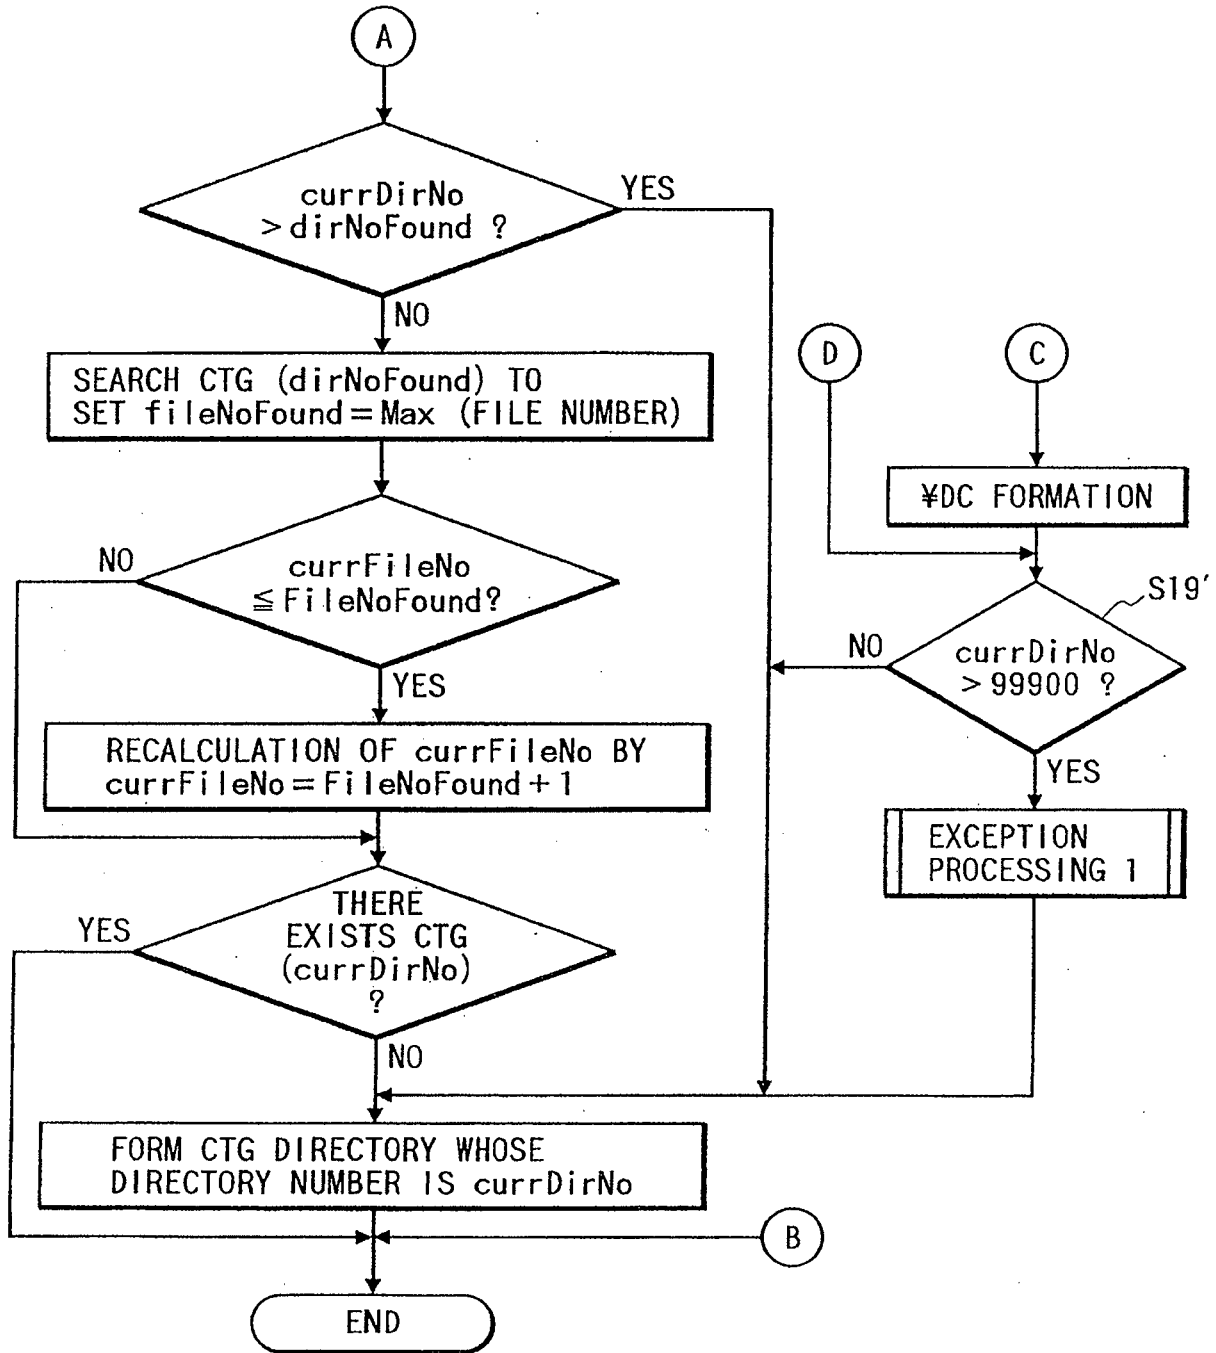 A
currDirNo
>dirNoFound ?
YES
NO
SEARCH CTG (dirNoFound) TO
SET fileNoFound=Max (FILE NUMBER)
D
C
¥DC FORMATION
NO
currFileNo
≦FileNoFound?
YES
S19'
NO
currDirNo
>99900 ?
YES
RECALCULATION OF currFileNo BY
currFileNo=FileNoFound+1
EXCEPTION
PROCESSING 1
YES
THERE
EXISTS CTG
(currDirNo)
?
NO
FORM CTG DIRECTORY WHOSE
DIRECTORY NUMBER IS currDirNo
B
END